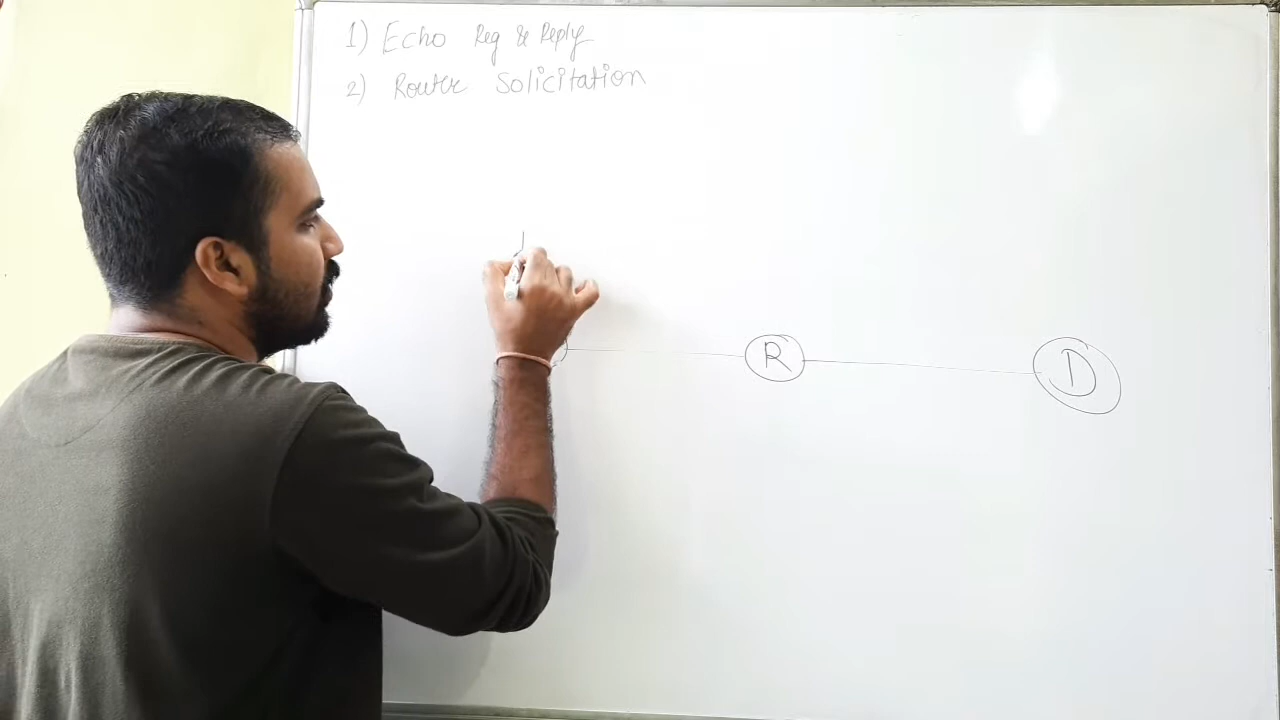 1) Echo Req & Reply
2) Router Solicitation
R
D